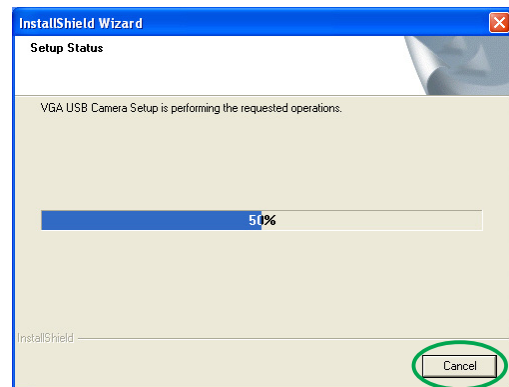 InstallShield Wizard
Setup Status
VGA USB Camera Setup is performing the requested operations.
50%
InstallShield
Cancel